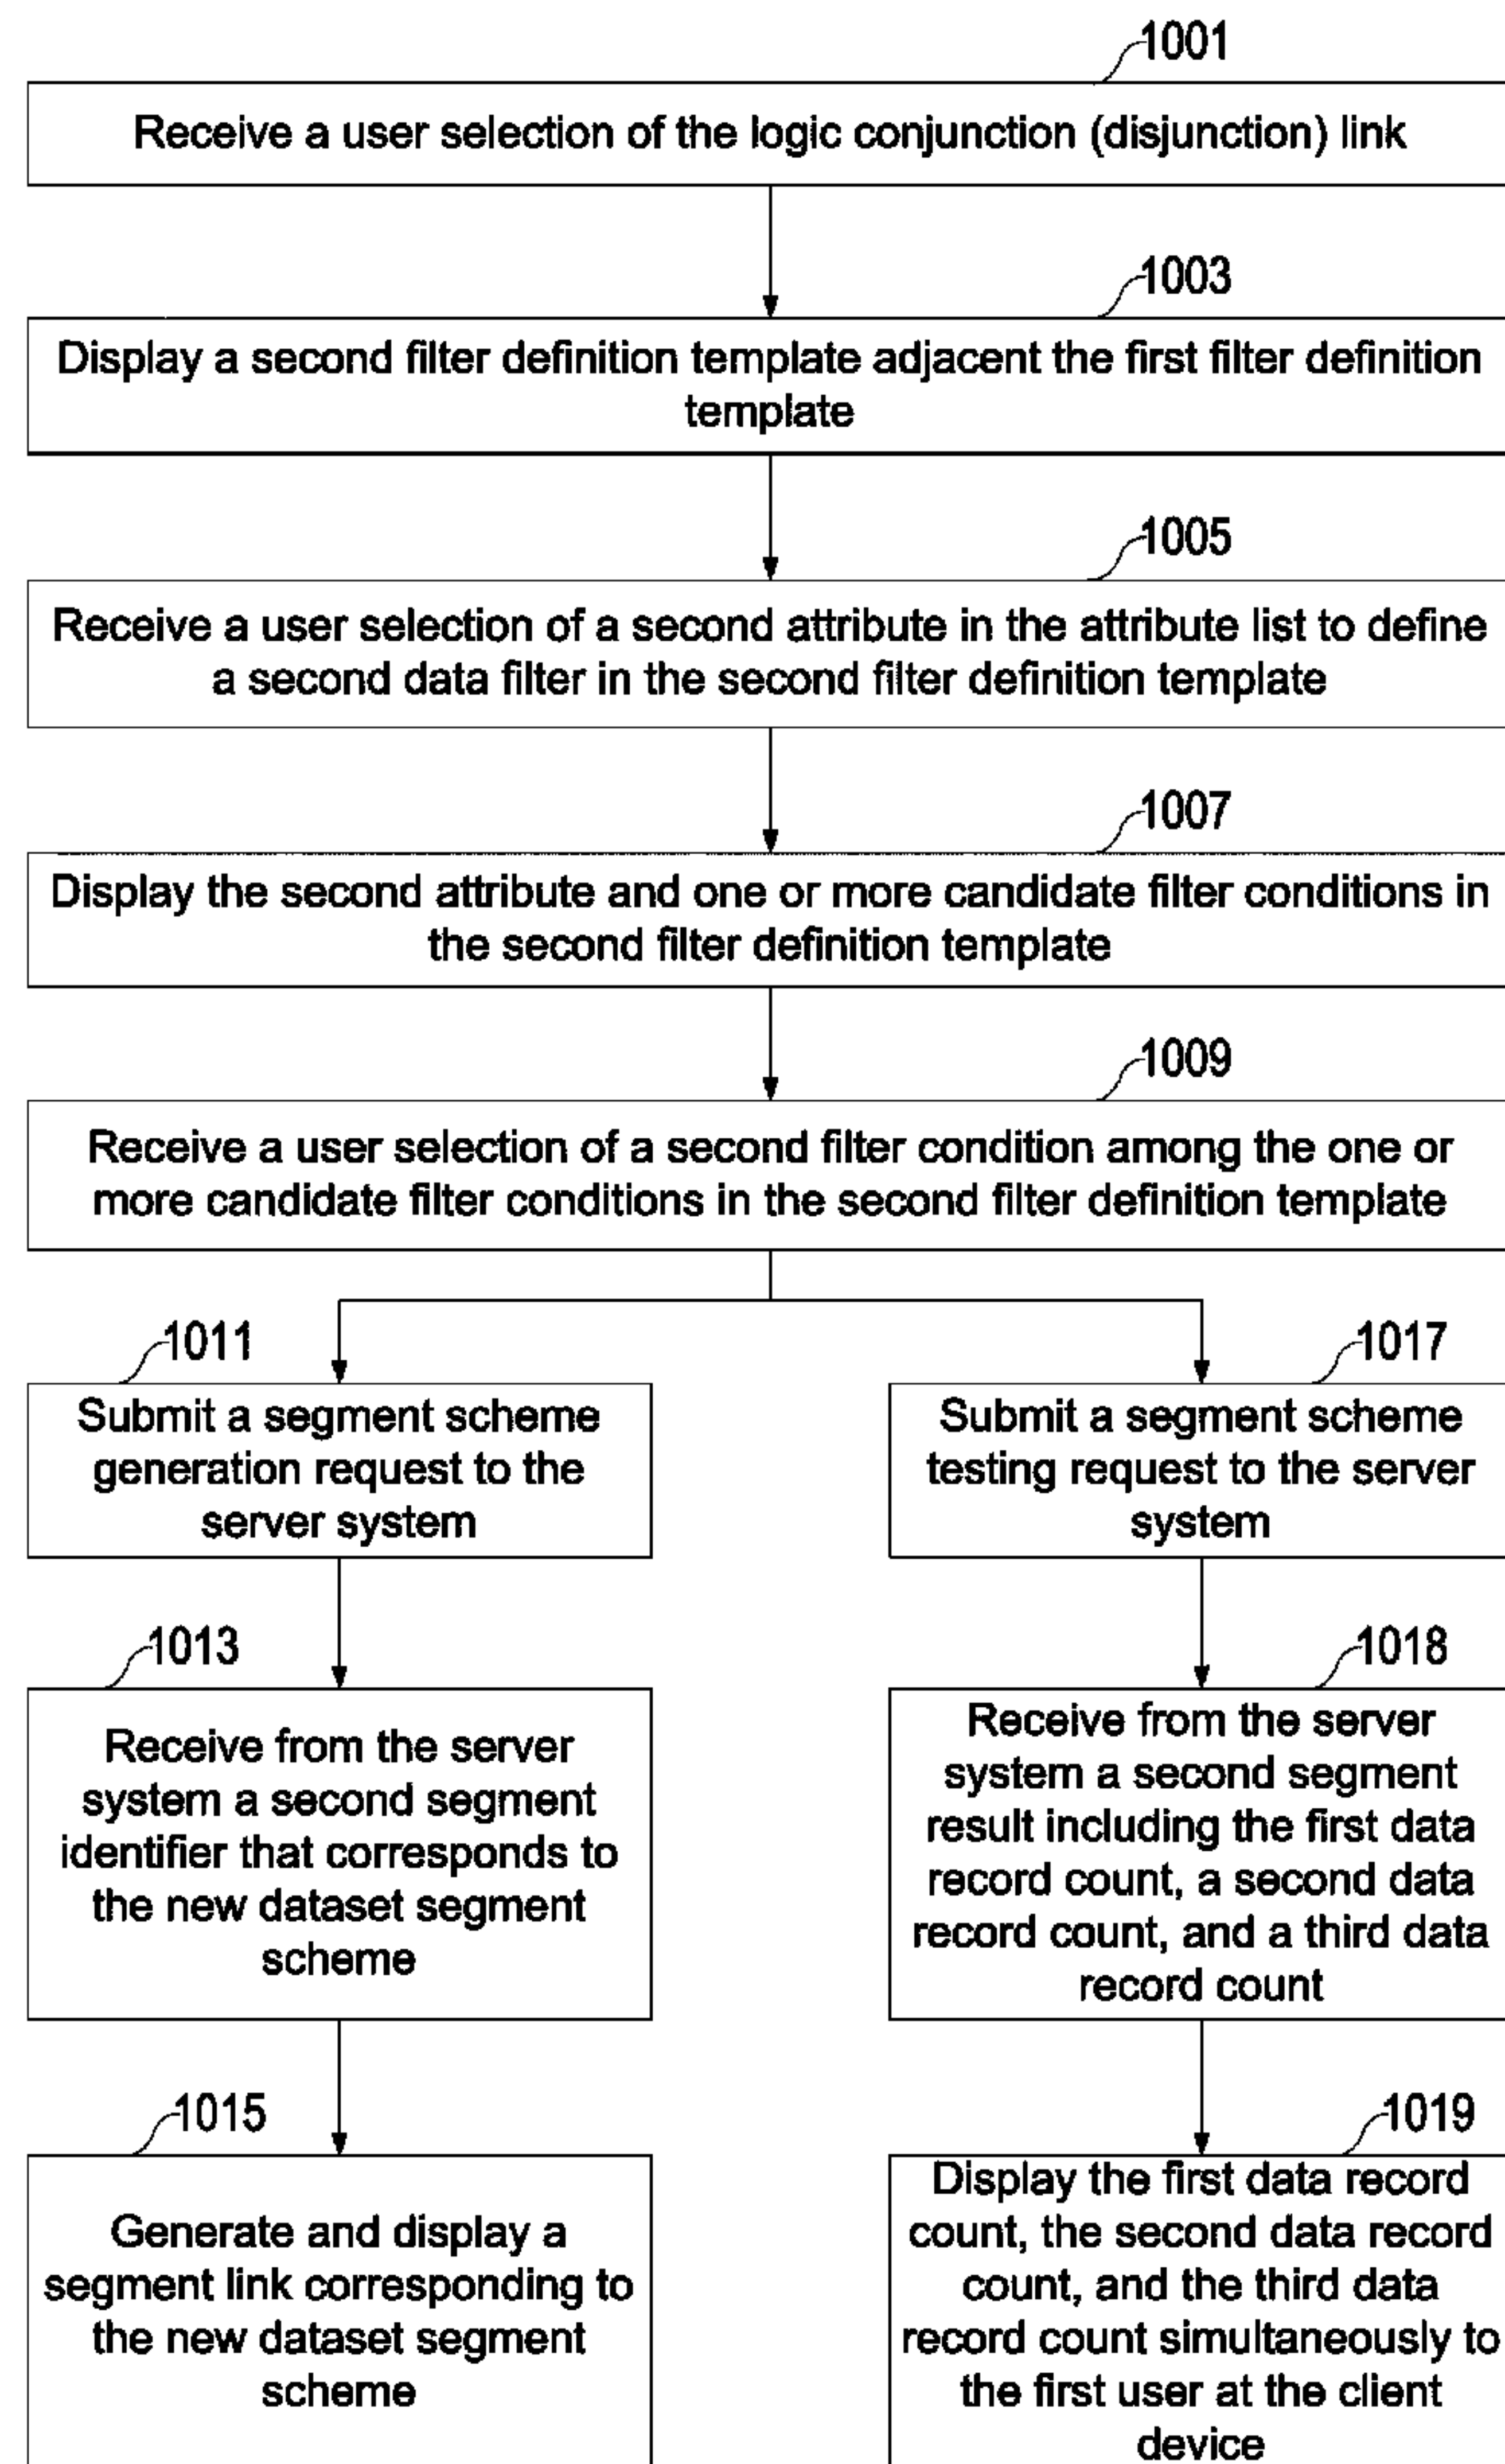 1001
Receive a user selection of the logic conjunction (disjunction) link
1003
Display a second filter definition template adjacent the first filter definition
template
1005
Receive a user selection of a second attribute in the attribute list to define
a second data filter in the second filter definition template
1007
Display the second attribute and one or more candidate filter conditions in
the second filter definition template
1009
Receive a user selection of a second filter condition among the one or
more candidate filter conditions in the second filter definition template
1011
Submit a segment scheme
generation request to the
server system
1013
Receive from the server
system a second segment
identifier that corresponds to
the new dataset segment
scheme
1015
Generate and display a
segment link corresponding to
the new dataset segment
scheme
1017
Submit a segment scheme
testing request to the server
system
1018
Receive from the server
system a second segment
result including the first data
record count, a second data
record count, and a third data
record count
1019
Display the first data record
count, the second data record
count, and the third data
record count simultaneously to
the first user at the client
device